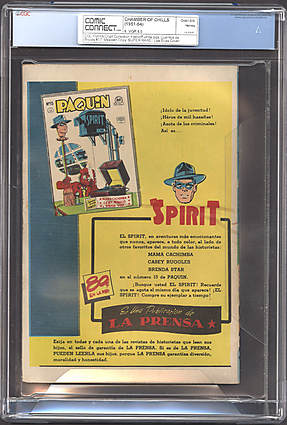 COMIC
CONNECT
CHAMBER OF CHILLS
(1951-54)
PAQUIN
SPIRIT
¡Idolo de la juventud!
¡Héroe de mil hazañas!
¡Azote de los criminales!
Así es...
SPIRIT
EL SPIRIT, en aventuras más emocionantes
que nunca, aparece, a todo color, al lado de
otros favoritos del mundo de las historietas:
MAMA CACHIMBA
CASEY RUGGLES
BRENDA STAR
en el número 15 de PAQUIN.
¡Busque usted EL SPIRIT! Recuerde
que se agota el mismo día que aparece! ¡EL
SPIRIT! Compre su ejemplar a tiempo!
Es Una Publicación de
LA PRENSA
Exija en todas y cada una de las revistas de historietas que leen sus
hijos, el sello de garantía de LA PRENSA. Si es de LA PRENSA,
PUEDEN LEERLA sus hijos, porque LA PRENSA garantiza diversión,
moralidad y honestidad.